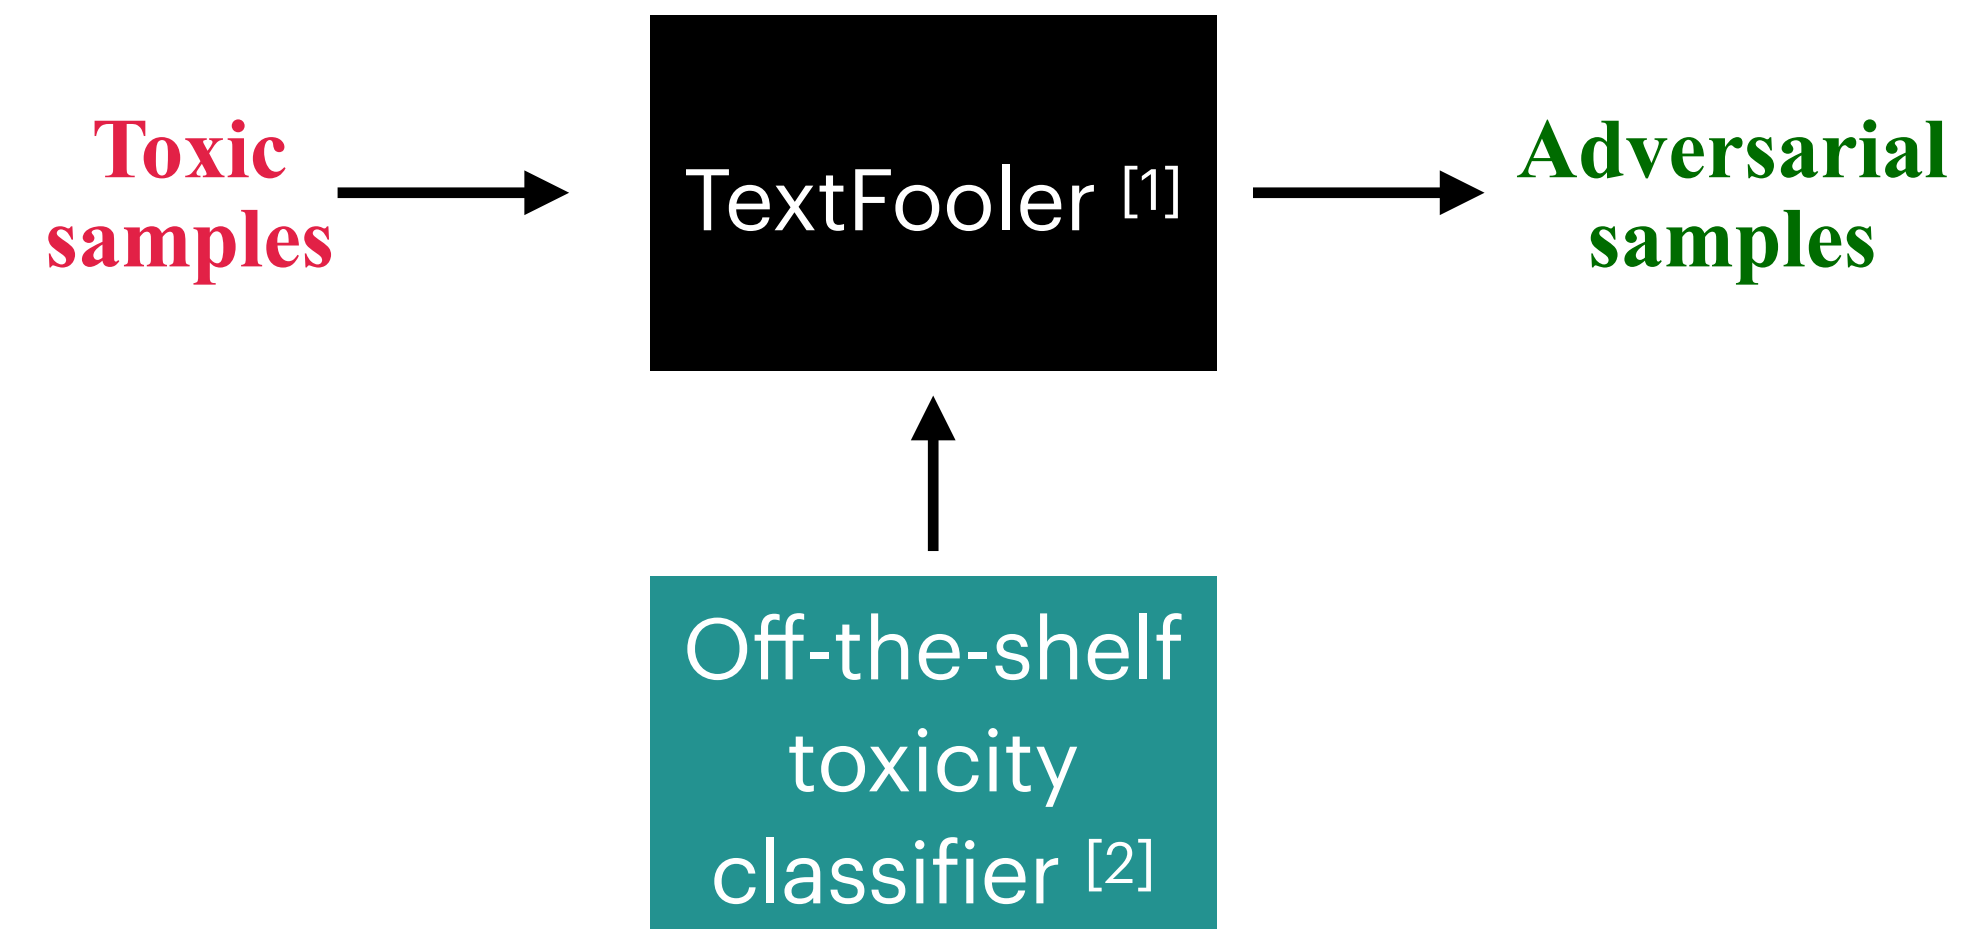 Toxic
samples
TextFooler [1]
Adversarial
samples
Off-the-shelf
toxicity
classifier [2]